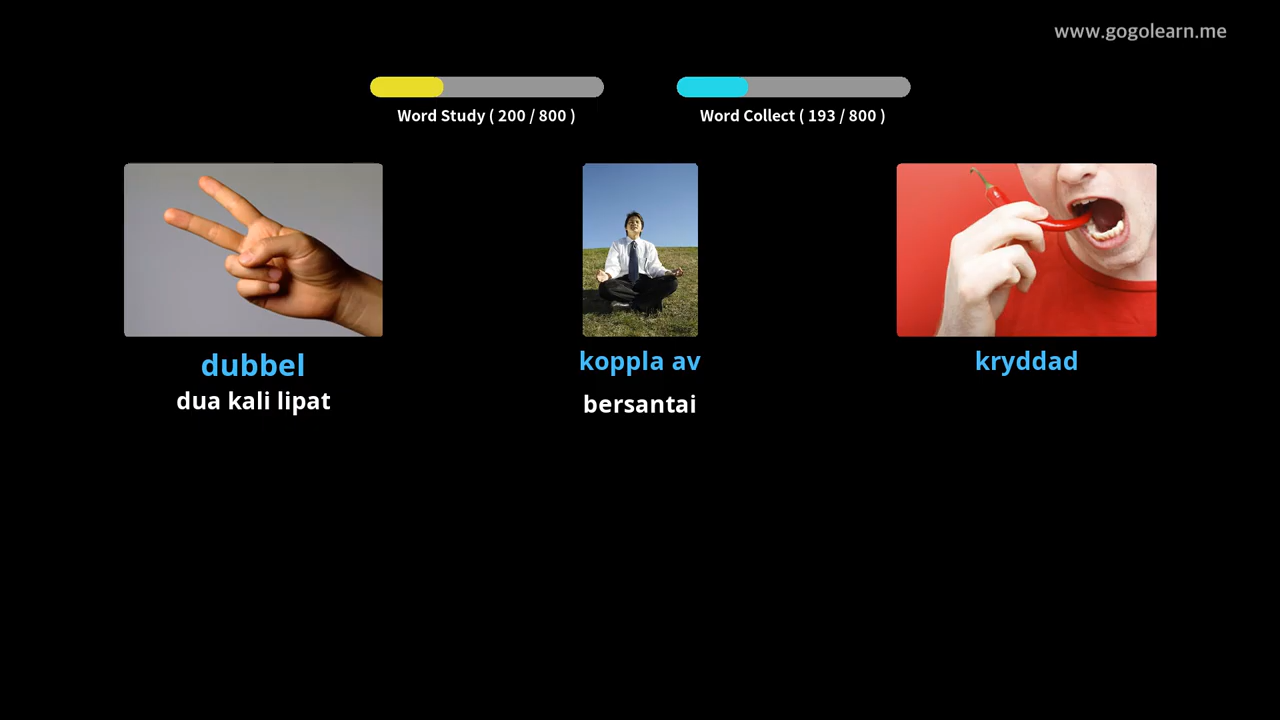 www.gogolearn.me
Word Study ( 200 / 800 )
Word Collect ( 193 / 800 )
dubbel
dua kali lipat
koppla av
bersantai
kryddad